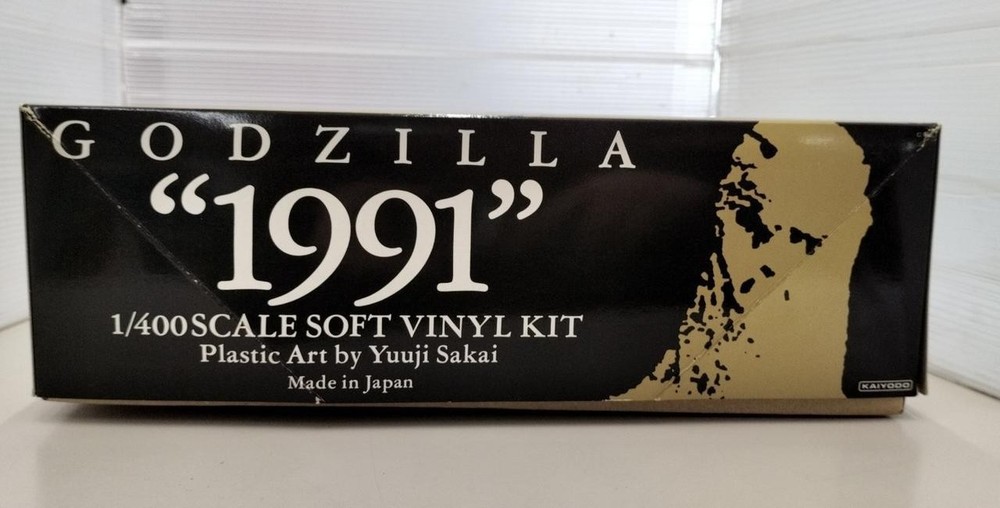 GODZILLA
“1991”
1/400 SCALE SOFT VINYL KIT
Plastic Art by Yuuji Sakai
Made in Japan
KAIYODO